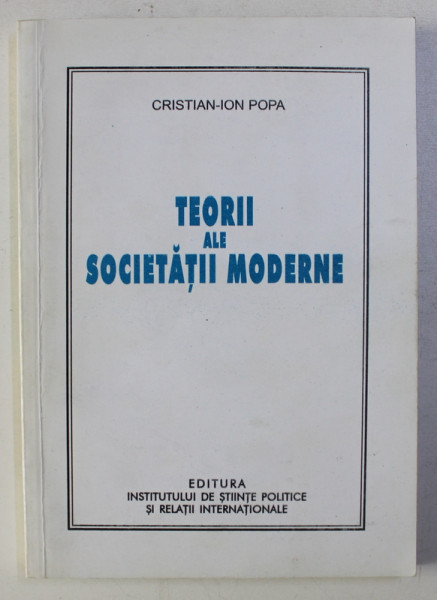 CRISTIAN-ION POPA
TEORII
ALE
SOCIETĂȚII MODERNE
EDITURA
INSTITUTULUI DE ȘTIINȚE POLITICE
ȘI RELAȚII INTERNAȚIONALE